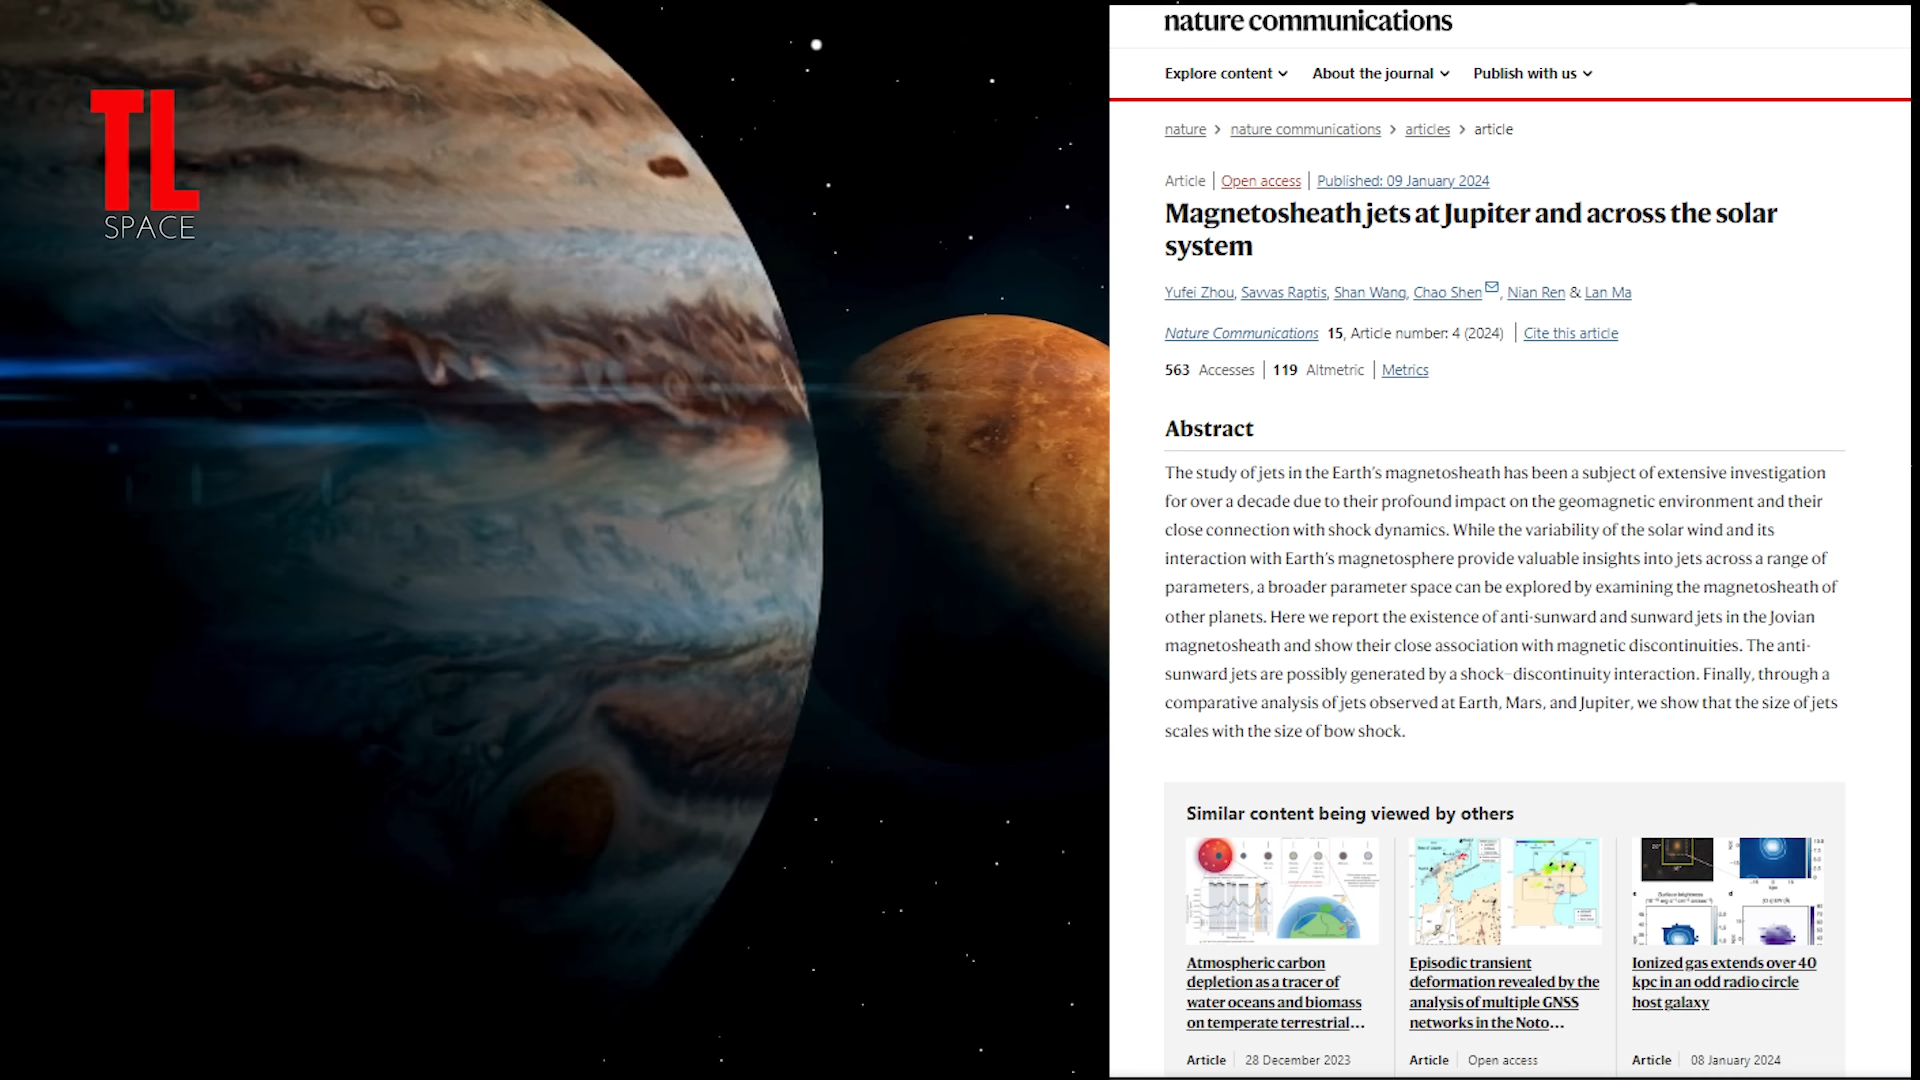 TL
SPACE
nature communications
Explore content
About the journal
Publish with us
nature > nature communications > articles > article
Article | Open access | Published: 09 January 2024
Magnetosheath jets at Jupiter and across the solar
system
Yufei Zhou, Savvas Raptis, Shan Wang, Chao Shen, Nian Ren & Lan Ma
Nature Communications 15, Article number: 4 (2024) | Cite this article
563 Accesses | 119 Altmetric | Metrics
Abstract
The study of jets in the Earth's magnetosheath has been a subject of extensive investigation
for over a decade due to their profound impact on the geomagnetic environment and their
close connection with shock dynamics. While the variability of the solar wind and its
interaction with Earth's magnetosphere provide valuable insights into jets across a range of
parameters, a broader parameter space can be explored by examining the magnetosheath of
other planets. Here we report the existence of anti-sunward and sunward jets in the Jovian
magnetosheath and show their close association with magnetic discontinuities. The anti-
sunward jets are possibly generated by a shock–discontinuity interaction. Finally, through a
comparative analysis of jets observed at Earth, Mars, and Jupiter, we show that the size of jets
scales with the size of bow shock.
Similar content being viewed by others
Atmospheric carbon
depletion as a tracer of
water oceans and biomass
on temperate terrestrial...
Article | 28 December 2023
Episodic transient
deformation revealed by the
analysis of multiple GNSS
networks in the Noto...
Article | Open access
Ionized gas extends over 40
kpc in an odd radio circle
host galaxy
Article | 08 January 2024